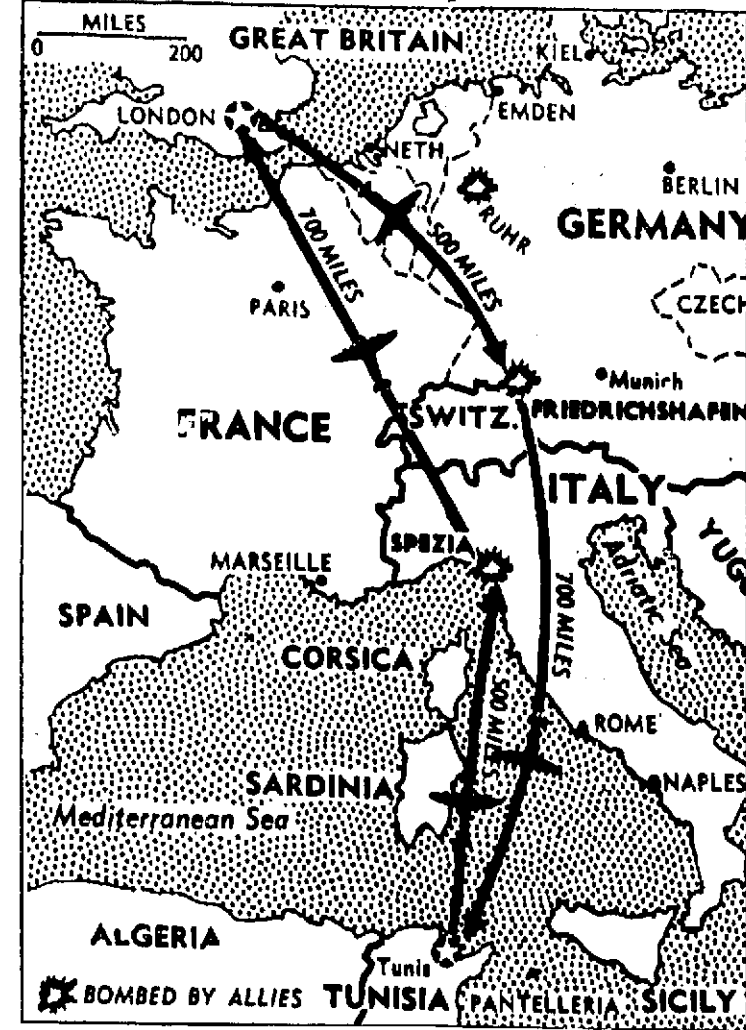 MILES
0 200
GREAT BRITAIN
KIEL
LONDON
EMDEN
NETH
BERLIN
RUHR
GERMANY
700 MILES
500 MILES
PARIS
CZECH
Munich
FRANCE
SWITZ.
FRIEDRICHSHAFEN
ITALY
SPEZIA
YUG
Adriatic Sea
MARSEILLE
SPAIN
700 MILES
CORSICA
500 MILES
ROME
SARDINIA
NAPLES
Mediterranean Sea
ALGERIA
Tunis
BOMBED BY ALLIES
TUNISIA
PANTELLERIA
SICILY